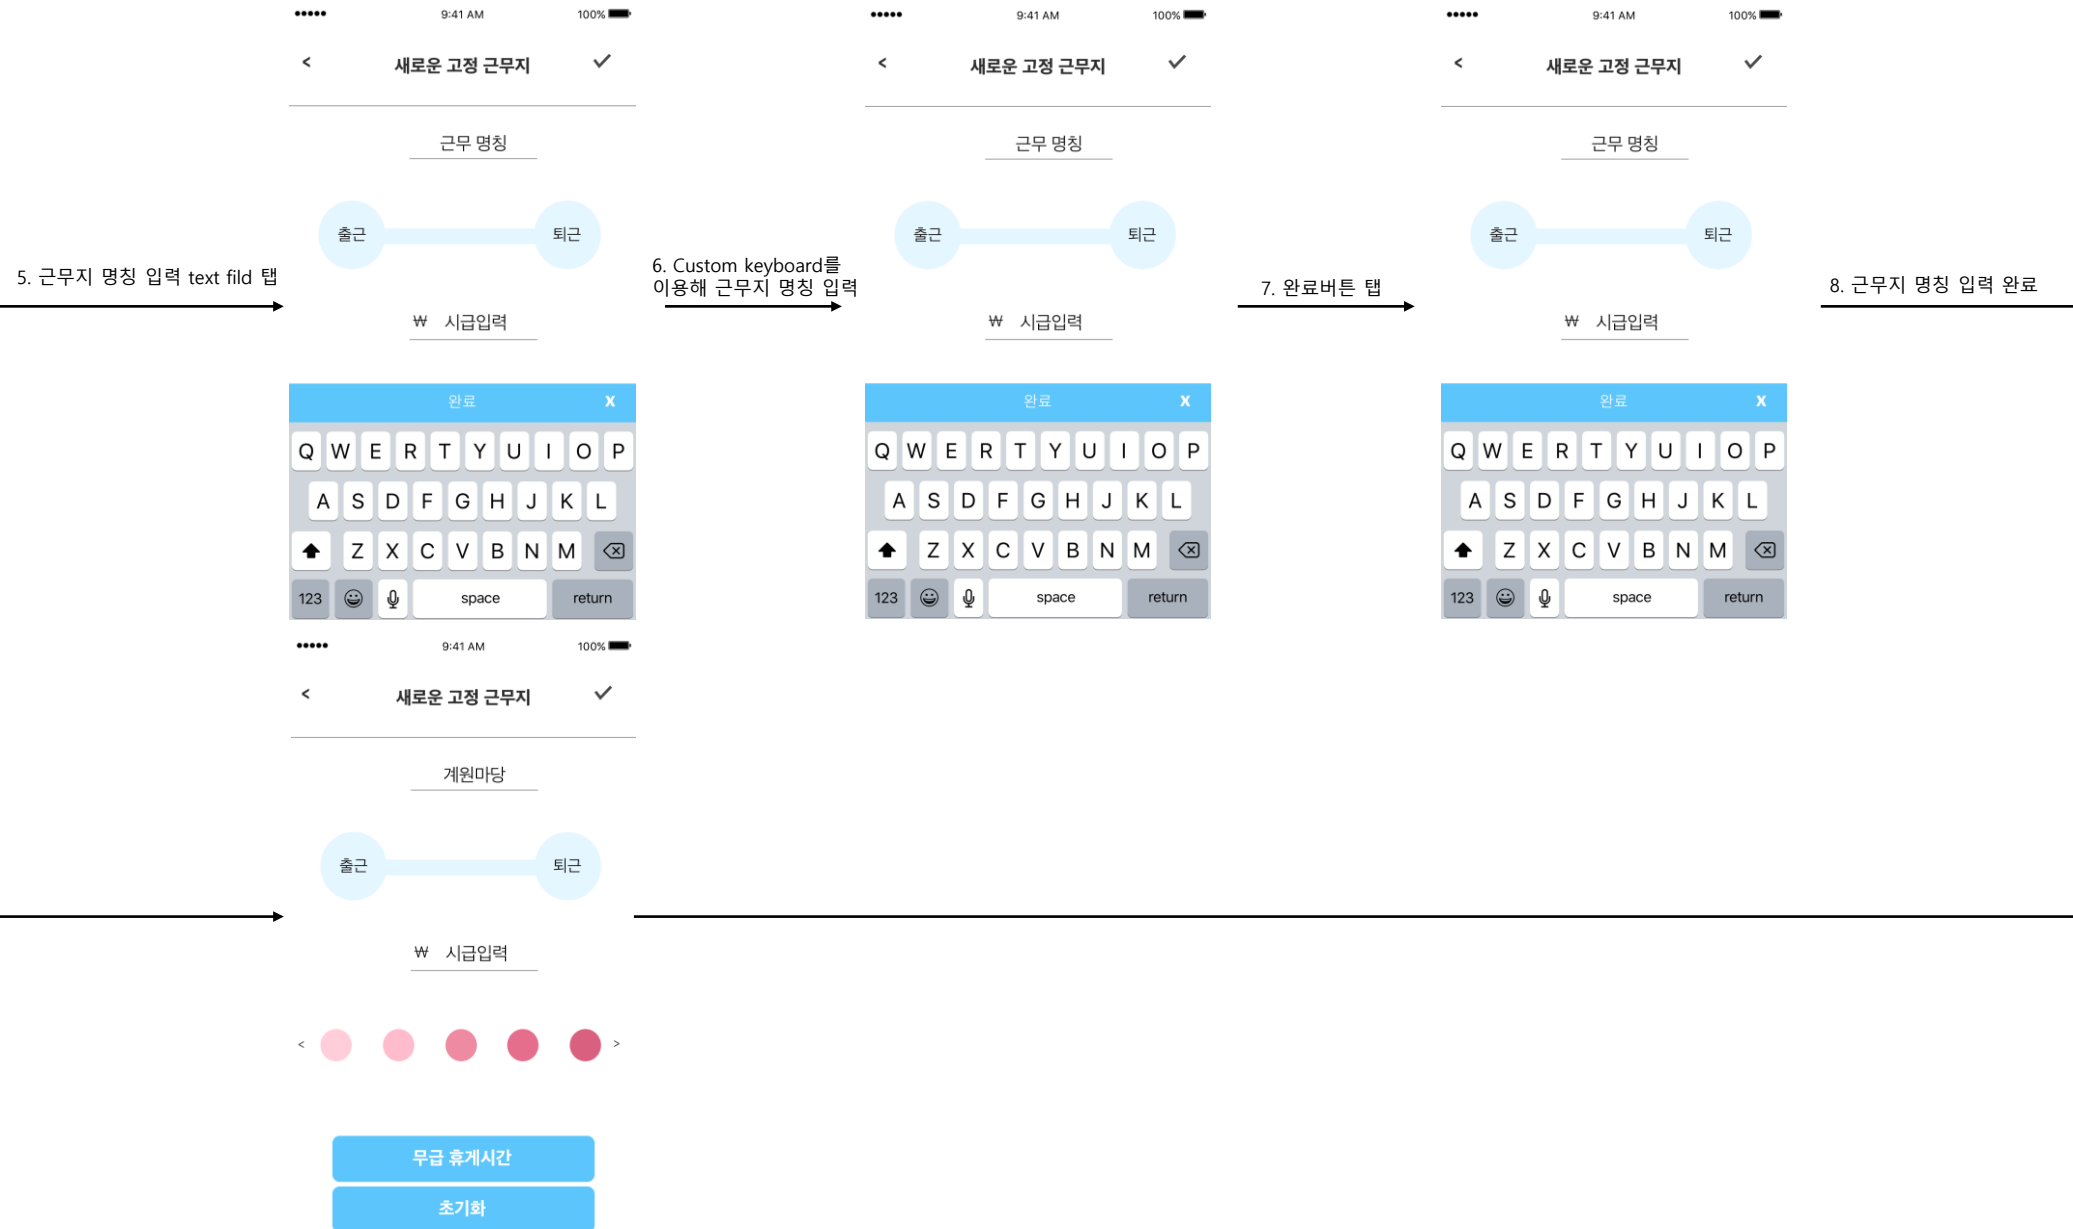 9:41 AM 100%
< 새로운 고정 근무지
근무 명칭
출근 퇴근
₩ 시급입력
완료 X
Q W E R T Y U I O P
A S D F G H J K L
Z X C V B N M
123 space return
9:41 AM 100%
< 새로운 고정 근무지
근무 명칭
출근 퇴근
₩ 시급입력
완료 X
Q W E R T Y U I O P
A S D F G H J K L
Z X C V B N M
123 space return
9:41 AM 100%
< 새로운 고정 근무지
근무 명칭
출근 퇴근
₩ 시급입력
완료 X
Q W E R T Y U I O P
A S D F G H J K L
Z X C V B N M
123 space return
5. 근무지 명칭 입력 text fild 탭
6. Custom keyboard를
이용해 근무지 명칭 입력
7. 완료버튼 탭
8. 근무지 명칭 입력 완료
9:41 AM 100%
< 새로운 고정 근무지
계원마당
출근 퇴근
₩ 시급입력
< >
무급 휴게시간
초기화